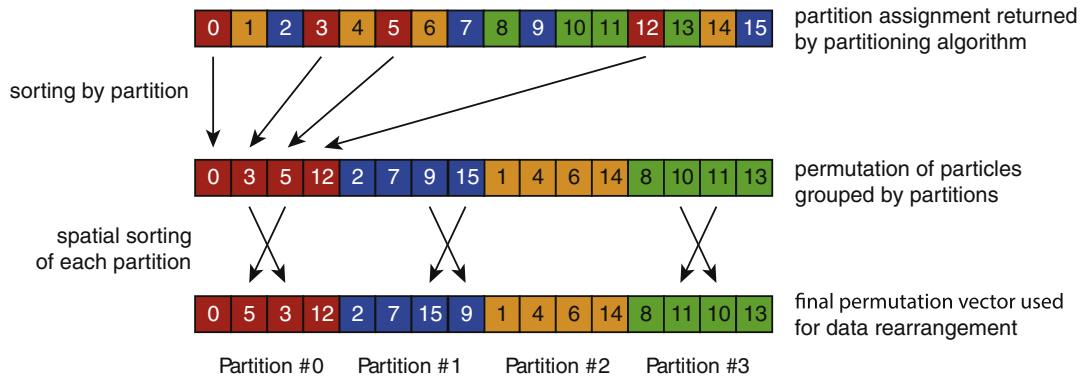 0 1 2 3 4 5 6 7 8 9 10 11 12 13 14 15
partition assignment returned
by partitioning algorithm
sorting by partition
0 3 5 12 2 7 9 15 1 4 6 14 8 10 11 13
permutation of particles
grouped by partitions
spatial sorting
of each partition
0 5 3 12 2 7 15 9 1 4 6 14 8 11 10 13
final permutation vector used
for data rearrangement
Partition #0 Partition #1 Partition #2 Partition #3